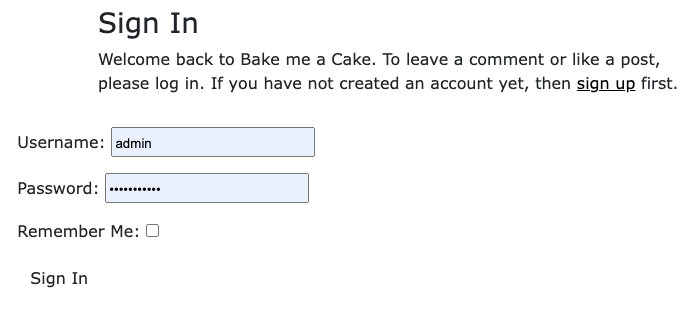 Sign In
Welcome back to Bake me a Cake. To leave a comment or like a post,
please log in. If you have not created an account yet, then sign up first.
Username: admin
Password: •••••••••••
Remember Me:
Sign In